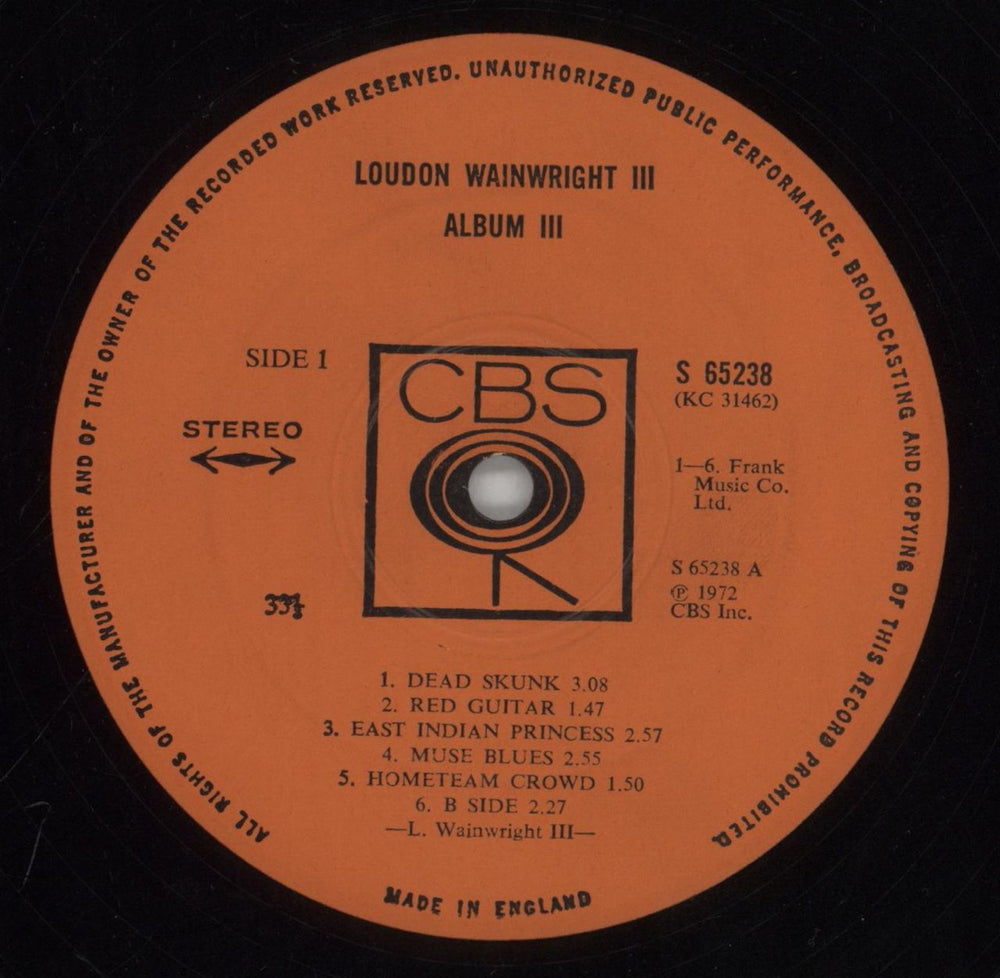 ALL RIGHTS OF THE MANUFACTURER AND OF THE OWNER OF THE RECORDED WORK RESERVED. UNAUTHORIZED PUBLIC PERFORMANCE, BROADCASTING AND COPYING OF THIS RECORD PROHIBITED
LOUDON WAINWRIGHT III
ALBUM III
SIDE 1
STEREO
33⅓
CBS
S 65238
(KC 31462)
1—6. Frank
Music Co.
Ltd.
S 65238 A
℗ 1972
CBS Inc.
1. DEAD SKUNK 3.08
2. RED GUITAR 1.47
3. EAST INDIAN PRINCESS 2.57
4. MUSE BLUES 2.55
5. HOMETEAM CROWD 1.50
6. B SIDE 2.27
—L. Wainwright III—
MADE IN ENGLAND